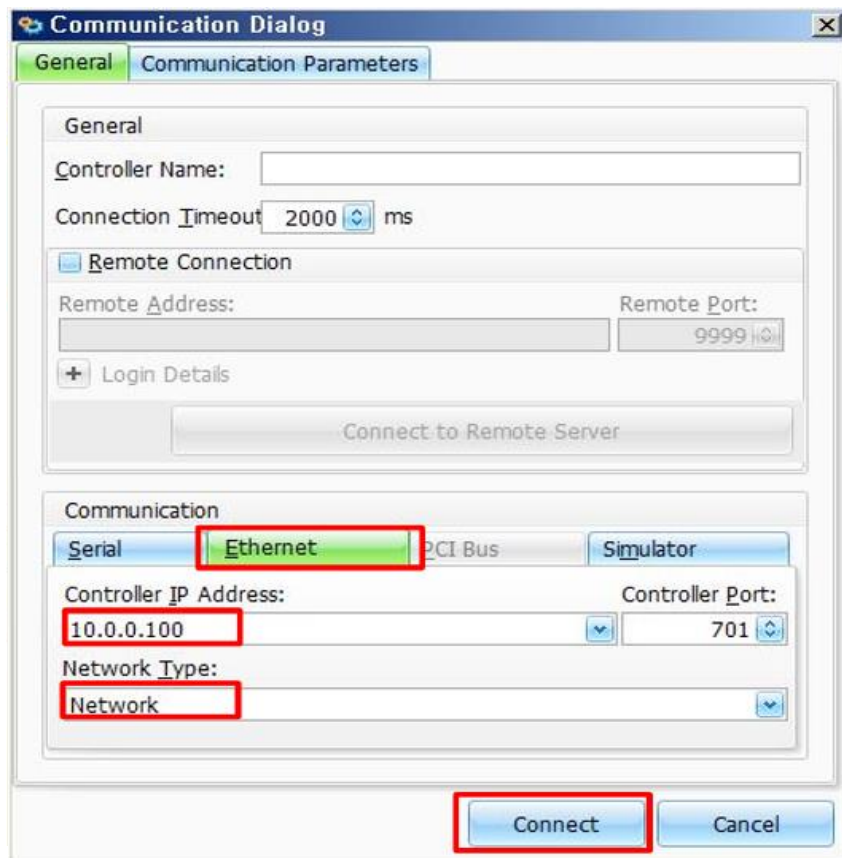 Communication Dialog
General Communication Parameters
General
Controller Name:
Connection Timeout 2000 ms
Remote Connection
Remote Address: Remote Port:
9999
Login Details
Connect to Remote Server
Communication
Serial Ethernet PCI Bus Simulator
Controller IP Address: Controller Port:
10.0.0.100 701
Network Type:
Network
Connect Cancel